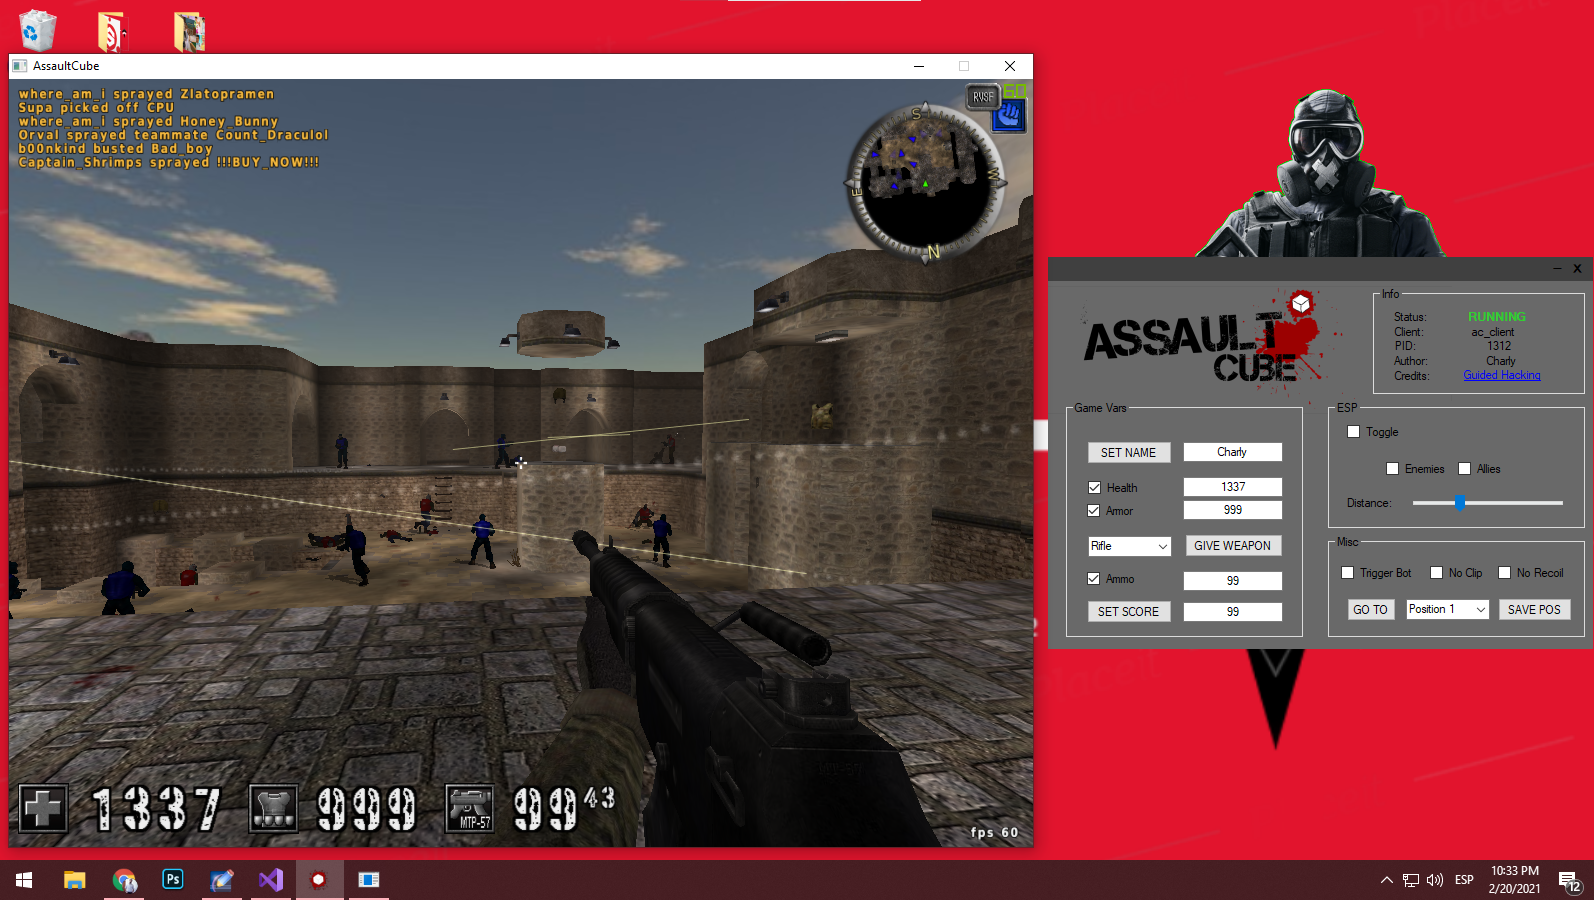 AssaultCube
where_am_i sprayed Zlatopramen
Supa picked off CPU
where_am_i sprayed Honey_Bunny
Orval sprayed teammate Count_Draculol
b00nkind busted Bad_boy
Captain_Shrimps sprayed !!!BUY_NOW!!!
RVSF
60
S
E
W
N
1337
999
MTP-57
99 43
fps 60
X
ASSAULT
CUBE
Info
Status: RUNNING
Client: ac_client
PID: 1312
Author: Charly
Credits: Guided Hacking
Game Vars
SET NAME Charly
Health 1337
Armor 999
Rifle GIVE WEAPON
Ammo 99
SET SCORE 99
ESP
Toggle
Enemies Allies
Distance:
Misc
Trigger Bot No Clip No Recoil
GO TO Position 1 SAVE POS
Placeit
Placeit
Ps
ESP
10:33 PM
2/20/2021
12